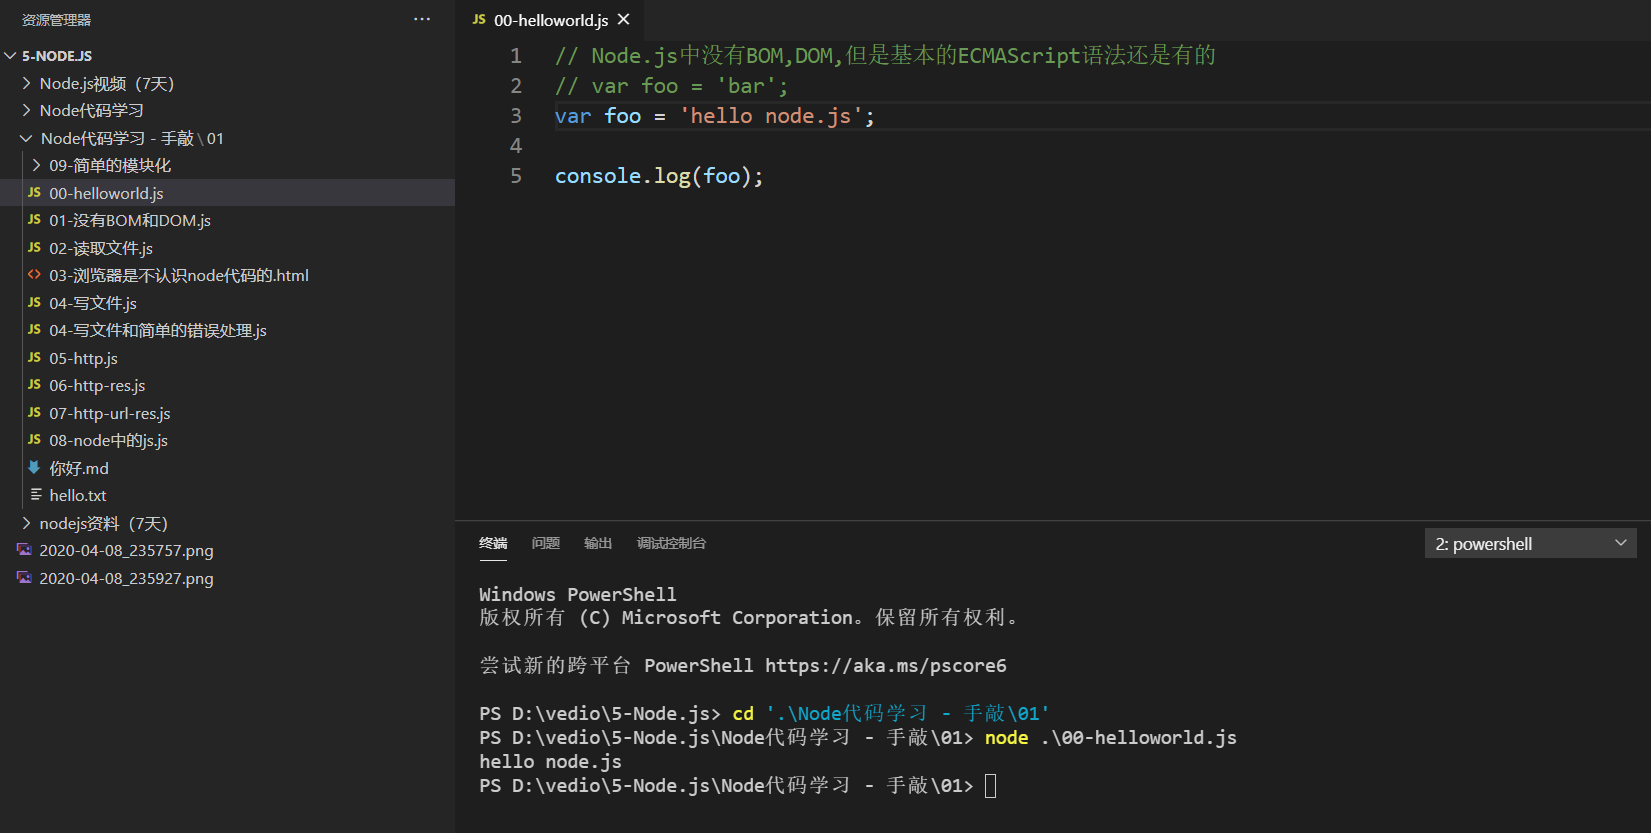 资源管理器
···
5-NODE.JS
Node.js视频（7天）
Node代码学习
Node代码学习 - 手敲 \ 01
09-简单的模块化
JS 00-helloworld.js
JS 01-没有BOM和DOM.js
JS 02-读取文件.js
<> 03-浏览器是不认识node代码的.html
JS 04-写文件.js
JS 04-写文件和简单的错误处理.js
JS 05-http.js
JS 06-http-res.js
JS 07-http-url-res.js
JS 08-node中的js.js
你好.md
hello.txt
nodejs资料（7天）
2020-04-08_235757.png
2020-04-08_235927.png
JS 00-helloworld.js
1 // Node.js中没有BOM,DOM,但是基本的ECMAScript语法还是有的
2 // var foo = 'bar';
3 var foo = 'hello node.js';
4
5 console.log(foo);
终端 问题 输出 调试控制台
2: powershell
Windows PowerShell
版权所有 (C) Microsoft Corporation。保留所有权利。
尝试新的跨平台 PowerShell https://aka.ms/pscore6
PS D:\vedio\5-Node.js> cd '.\Node代码学习 - 手敲\01'
PS D:\vedio\5-Node.js\Node代码学习 - 手敲\01> node .\00-helloworld.js
hello node.js
PS D:\vedio\5-Node.js\Node代码学习 - 手敲\01>